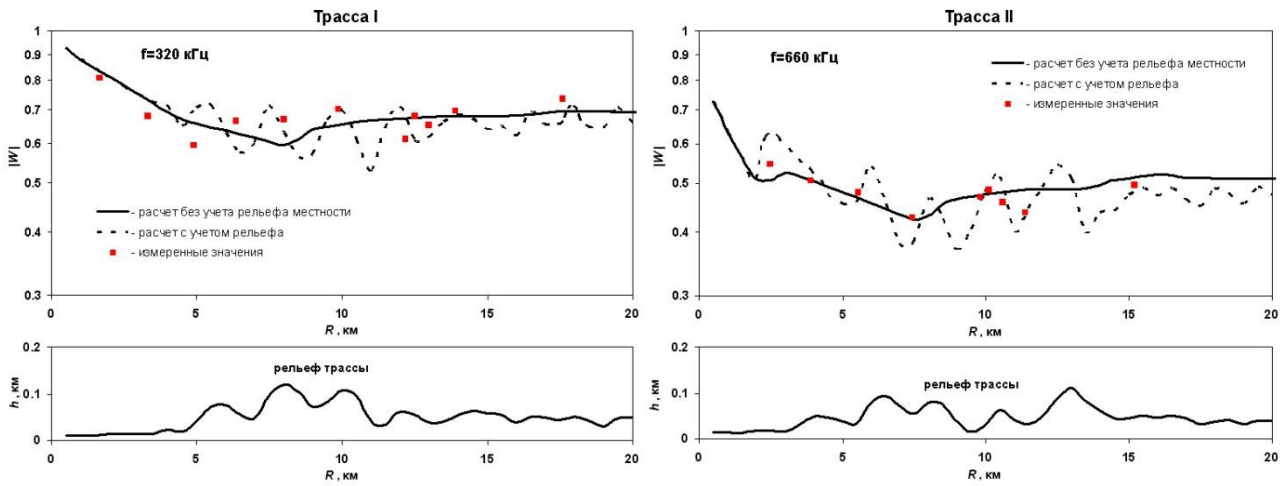 Трасса I
1
0.9
0.8
0.7
0.6
0.5
0.4
0.3
|W|
f=320 кГц
- расчет без учета рельефа местности
- расчет с учетом рельефа
- измеренные значения
0 5 10 15 20
R , км
0.2
0.1
0
h , км
рельеф трассы
0 5 10 15 20
R , км
Трасса II
1
0.9
0.8
0.7
0.6
0.5
0.4
0.3
|W|
f=660 кГц
- расчет без учета рельефа местности
- расчет с учетом рельефа
- измеренные значения
0 5 10 15 20
R , км
0.2
0.1
0
h , км
рельеф трассы
0 5 10 15 20
R , км